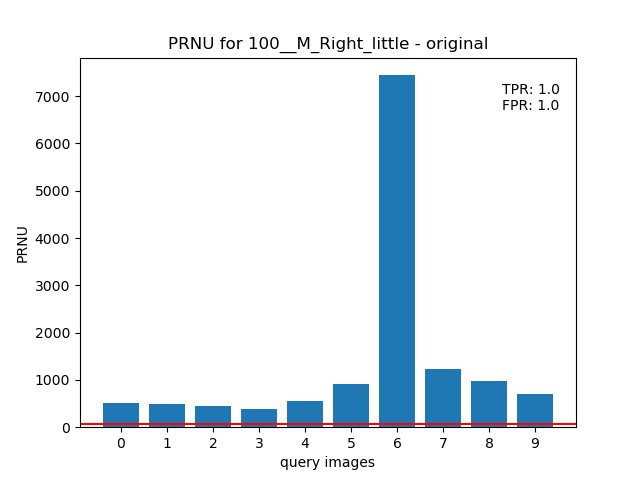 PRNU for 100__M_Right_little - original
TPR: 1.0
FPR: 1.0
7000
6000
5000
4000
3000
2000
1000
0
PRNU
0 1 2 3 4 5 6 7 8 9
query images